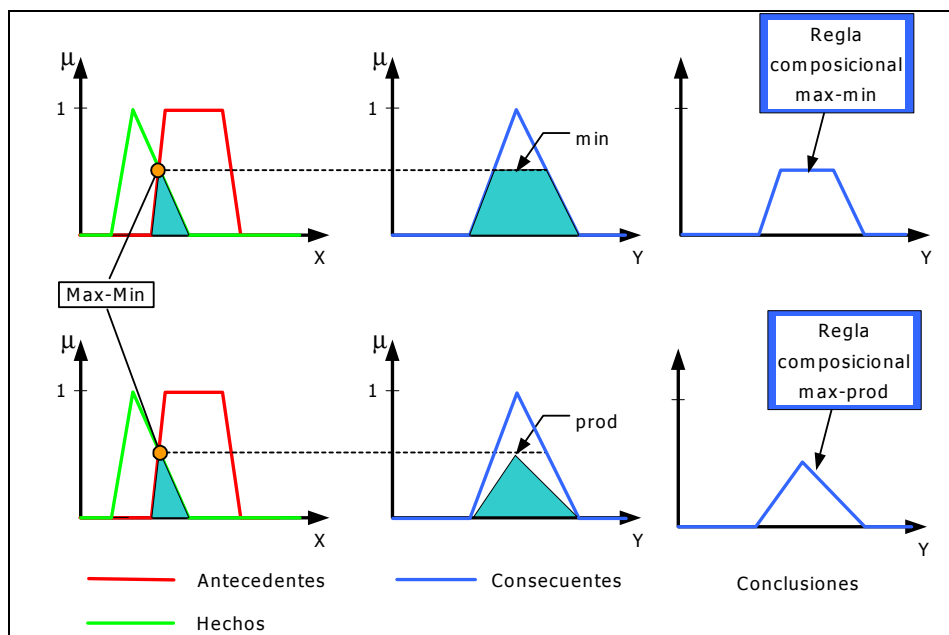 μ
1
X
μ
1
min
Y
Regla
composicional
max-min
Y
Max-Min
μ
1
X
μ
1
prod
Y
Regla
composicional
max-prod
Y
Antecedentes
Consecuentes
Conclusiones
Hechos